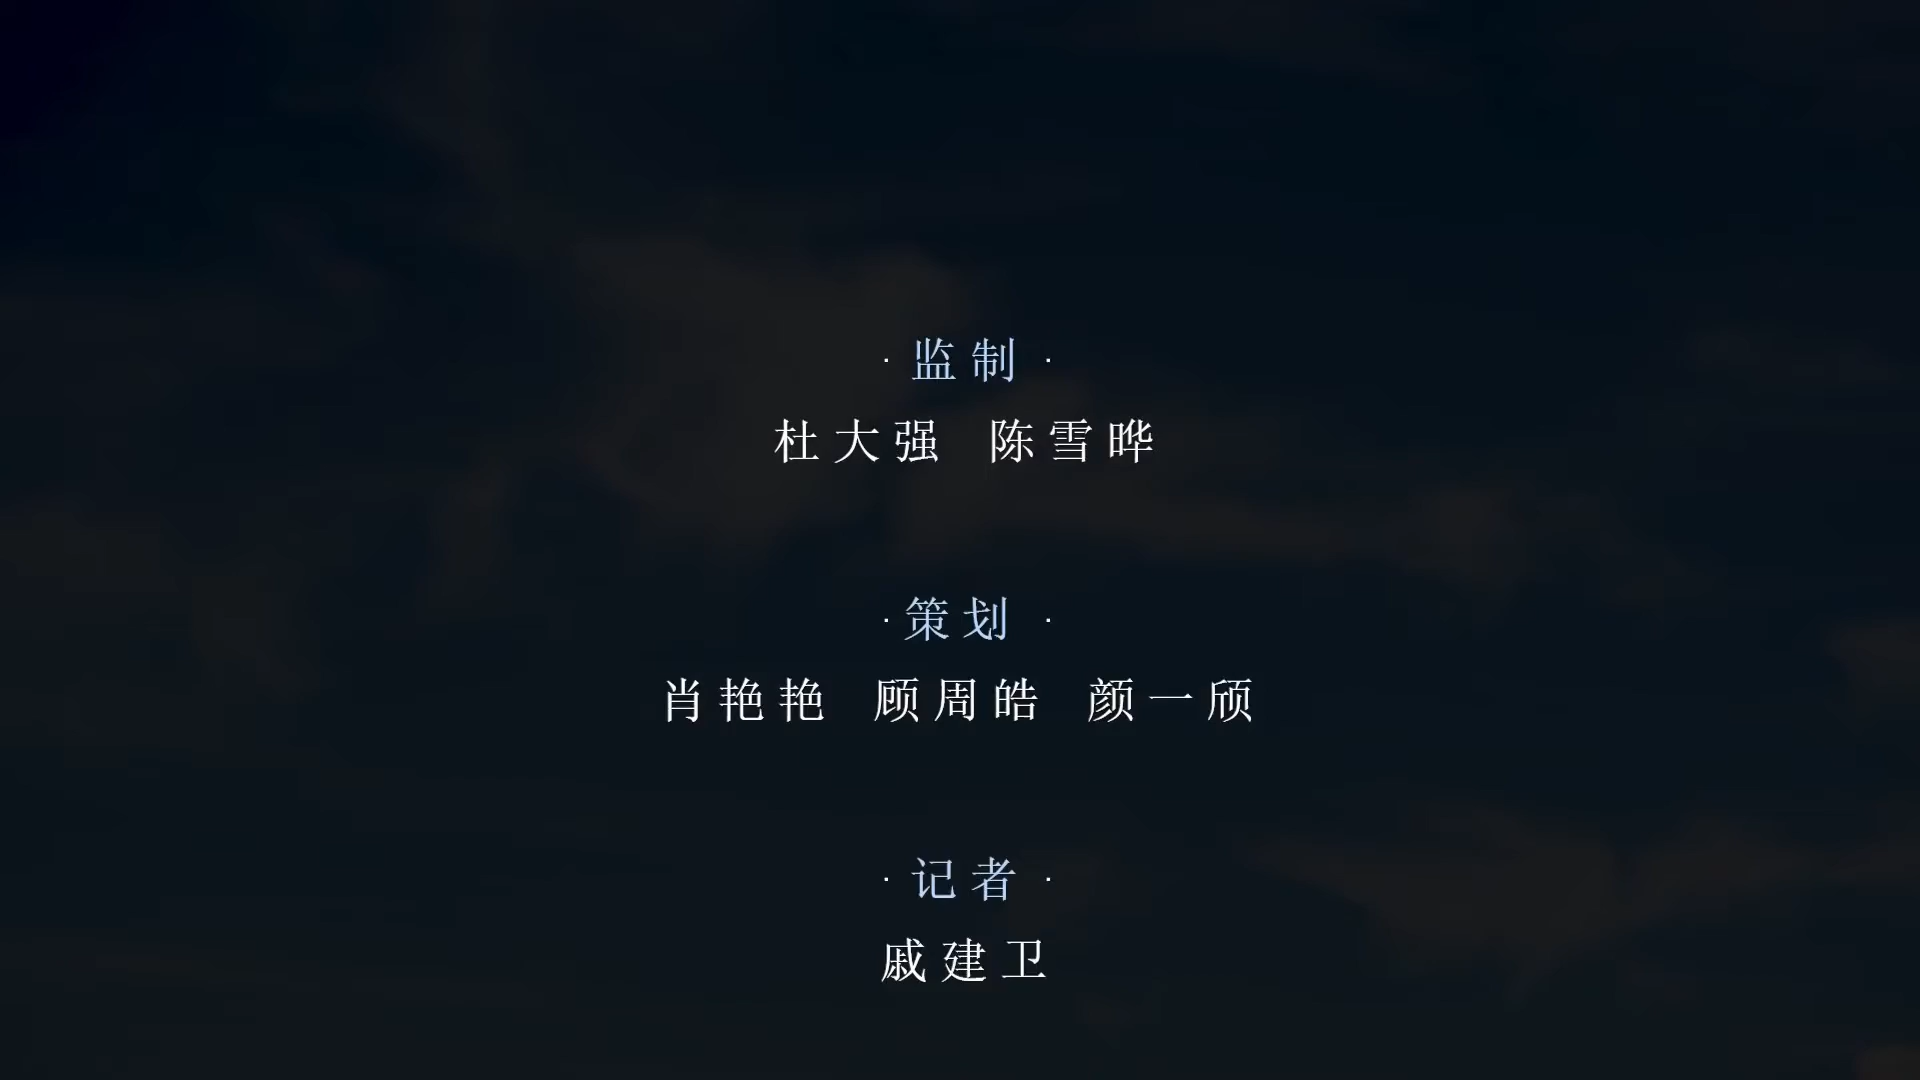 · 监制 ·
杜大强 陈雪晔
· 策划 ·
肖艳艳 顾周皓 颜一颀
· 记者 ·
戚建卫